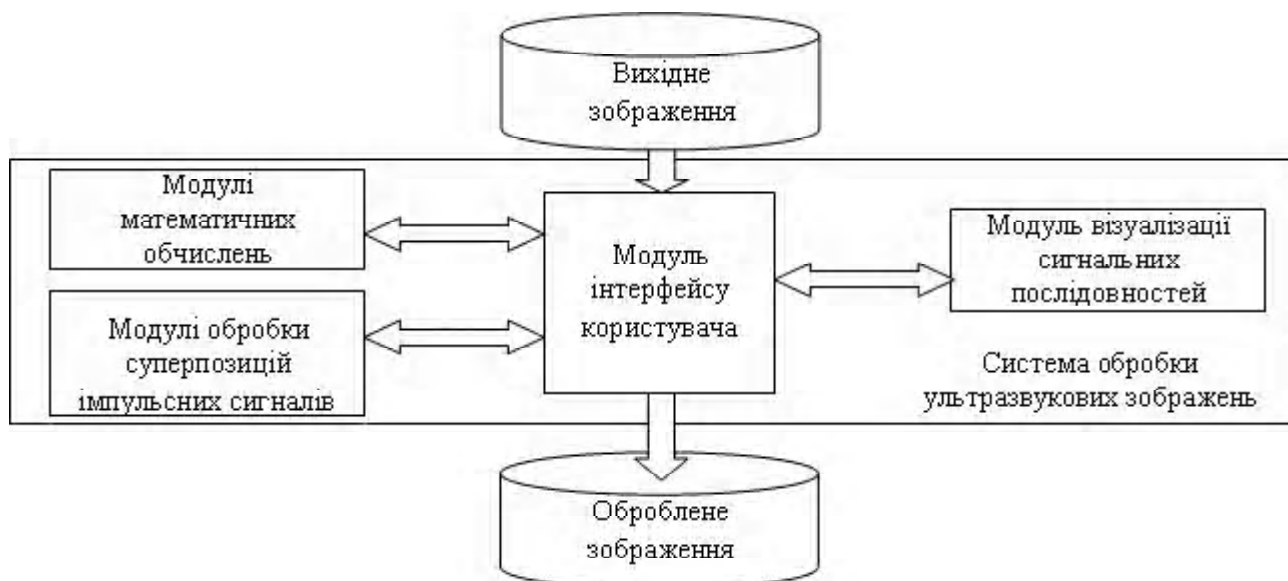 Вихідне
зображення
Модулі
математичних
обчислень
Модулі обробки
суперпозицій
імпульсних сигналів
Модуль
інтерфейсу
користувача
Модуль візуалізації
сигнальних
послідовностей
Система обробки
ультразвукових зображень
Оброблене
зображення